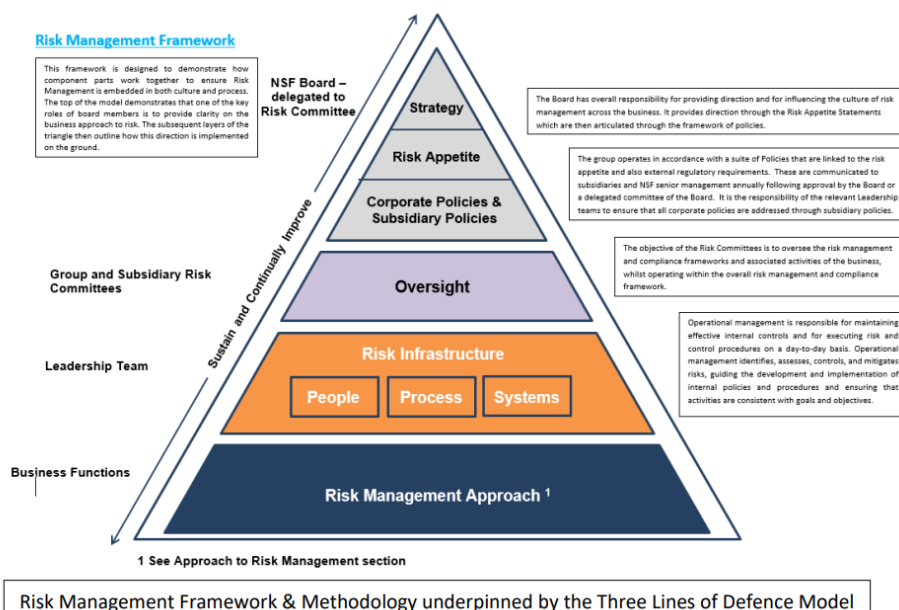 Risk Management Framework
This framework is designed to demonstrate how
component parts work together to ensure Risk
Management is embedded in both culture and process.
The top of the model demonstrates that one of the key
roles of board members is to provide clarity on the
business approach to risk. The subsequent layers of the
triangle then outline how this direction is implemented
on the ground.
NSF Board –
delegated to
Risk Committee
Group and Subsidiary Risk
Committees
Leadership Team
Business Functions
Sustain and Continually Improve
Strategy
Risk Appetite
Corporate Policies &
Subsidiary Policies
Oversight
Risk Infrastructure
People
Process
Systems
Risk Management Approach 1
The Board has overall responsibility for providing direction and for influencing the culture of risk
management across the business. It provides direction through the Risk Appetite Statements
which are then articulated through the framework of policies.
The group operates in accordance with a suite of Policies that are linked to the risk
appetite and also external regulatory requirements. These are communicated to
subsidiaries and NSF senior management annually following approval by the Board or
a delegated committee of the Board. It is the responsibility of the relevant Leadership
teams to ensure that all corporate policies are addressed through subsidiary policies.
The objective of the Risk Committees is to oversee the risk management
and compliance frameworks and associated activities of the business,
whilst operating within the overall risk management and compliance
framework.
Operational management is responsible for maintaining
effective internal controls and for executing risk and
control procedures on a day-to-day basis. Operational
management identifies, assesses, controls, and mitigates
risks, guiding the development and implementation of
internal policies and procedures and ensuring that
activities are consistent with goals and objectives.
1 See Approach to Risk Management section
Risk Management Framework & Methodology underpinned by the Three Lines of Defence Model